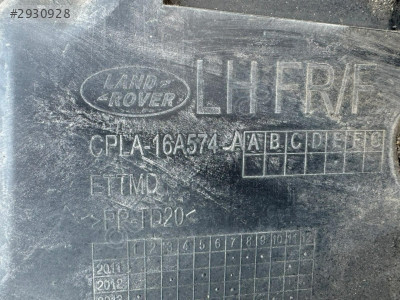 #2930928
LAND ROVER
LH FR/F
CPLA-16A574-A A B C D E F G
ETTMD
>PP-TD20<
1 2 3 4 5 6 7 8 9 10 11 12
2011
2012